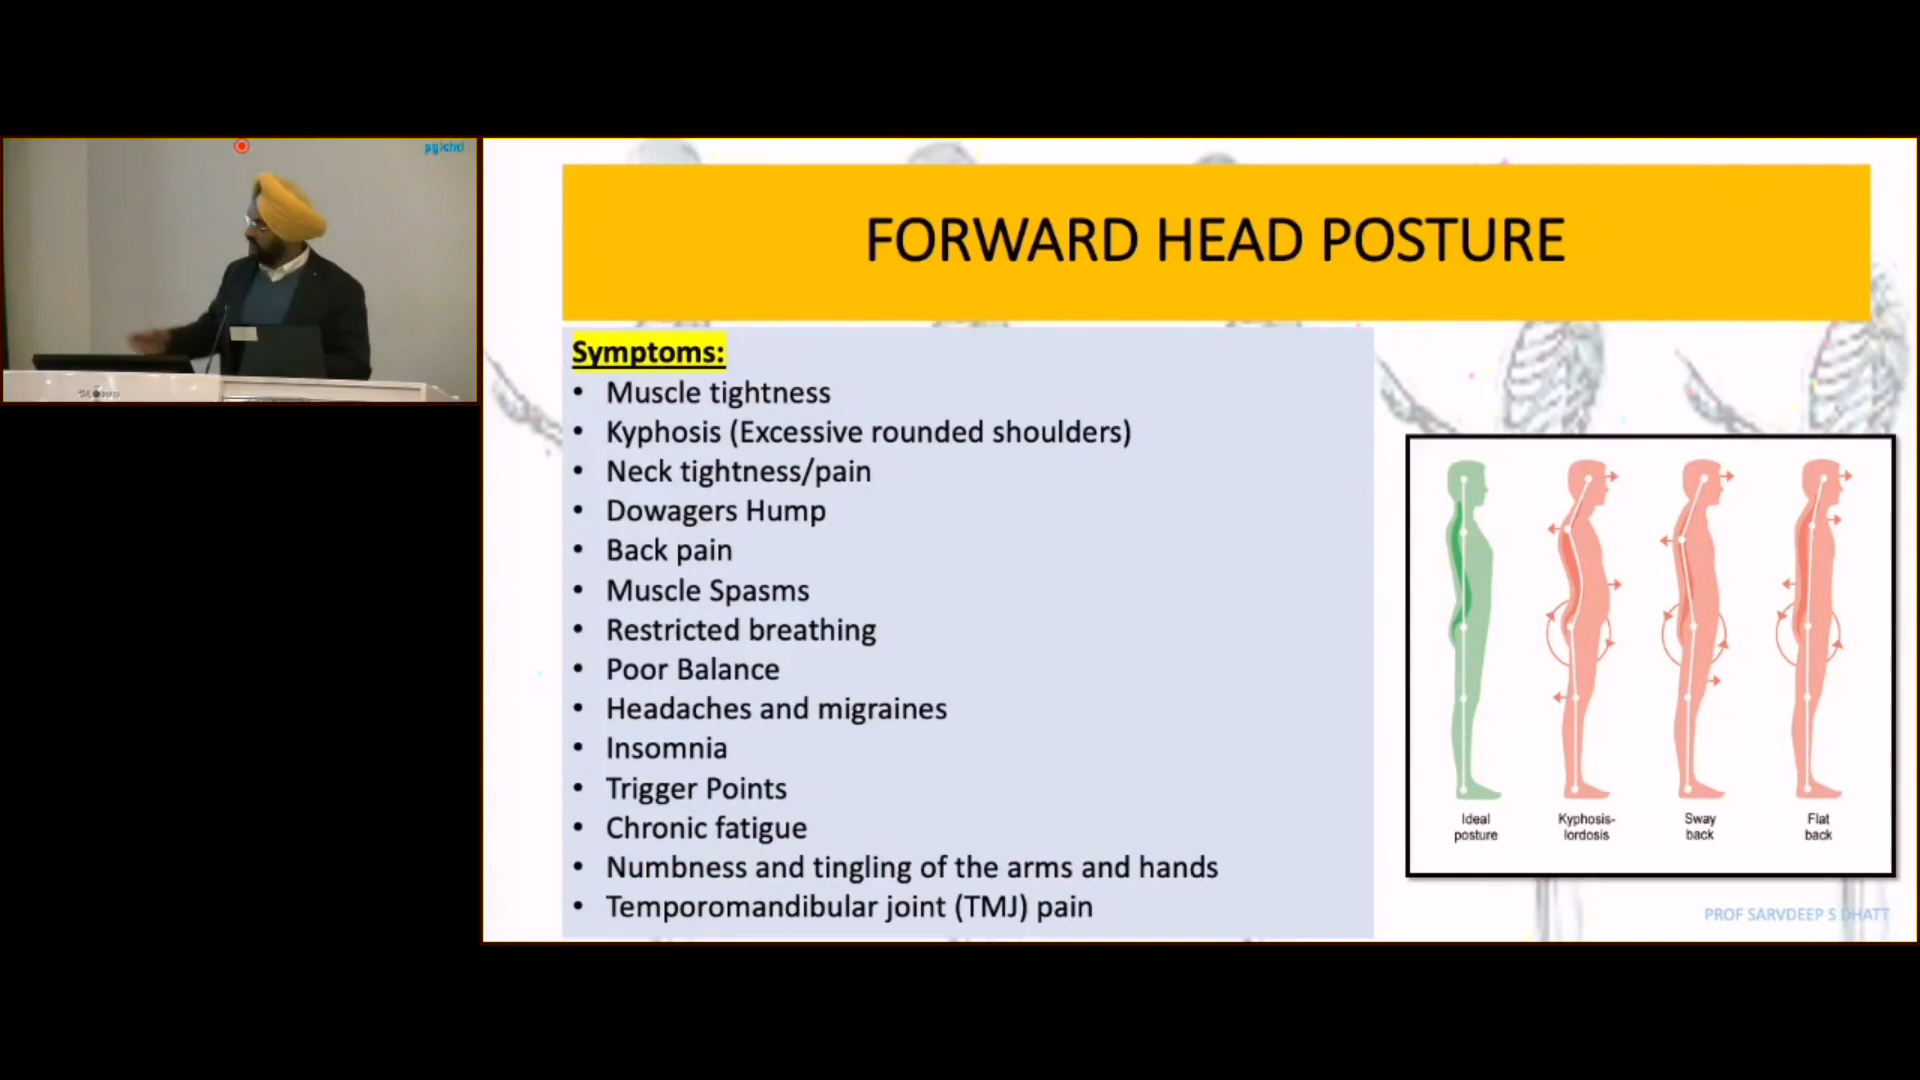 pgichd
FORWARD HEAD POSTURE
Symptoms:
• Muscle tightness
• Kyphosis (Excessive rounded shoulders)
• Neck tightness/pain
• Dowagers Hump
• Back pain
• Muscle Spasms
• Restricted breathing
• Poor Balance
• Headaches and migraines
• Insomnia
• Trigger Points
• Chronic fatigue
• Numbness and tingling of the arms and hands
• Temporomandibular joint (TMJ) pain
Ideal
posture
Kyphosis-
lordosis
Sway
back
Flat
back
PROF SARVDEEP S DHATT